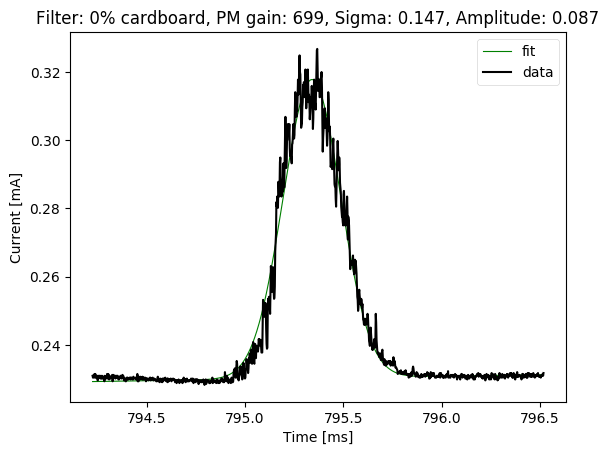 Filter: 0% cardboard, PM gain: 699, Sigma: 0.147, Amplitude: 0.087
fit
data
0.32
0.30
0.28
0.26
0.24
Current [mA]
794.5
795.0
795.5
796.0
796.5
Time [ms]